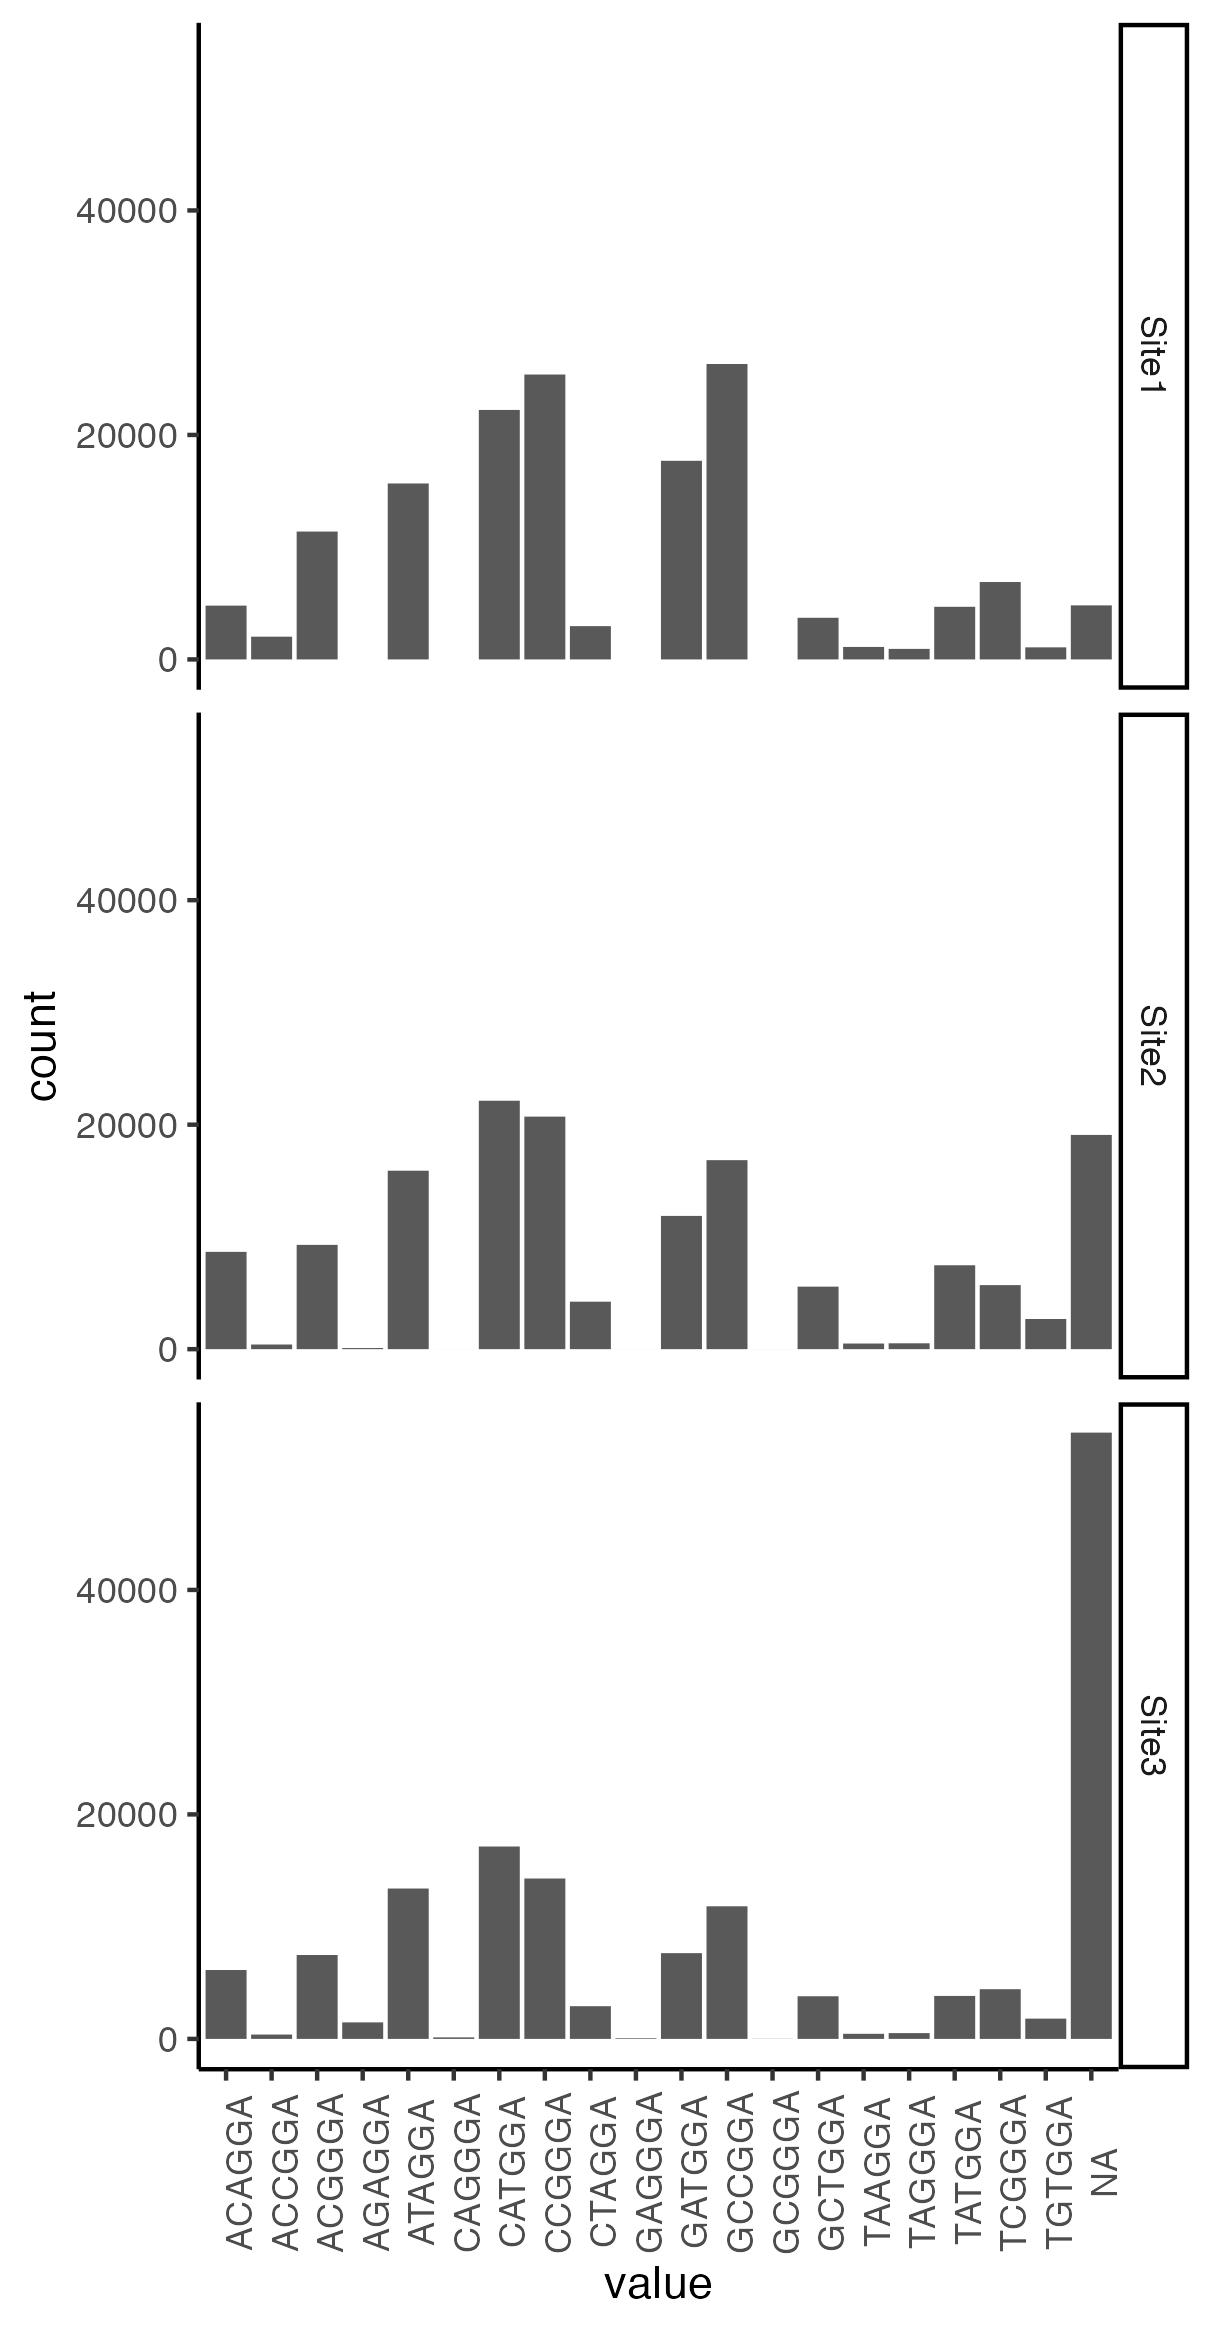 count
40000
20000
0
Site1
40000
20000
0
Site2
40000
20000
0
Site3
ACAGGA
ACCGGA
ACGGGA
AGAGGA
ATAGGA
CAGGGA
CATGGA
CCGGGA
CTAGGA
GAGGGA
GATGGA
GCCGGA
GCGGGA
GCTGGA
TAAGGA
TAGGGA
TATGGA
TCGGGA
TGTGGA
NA
value